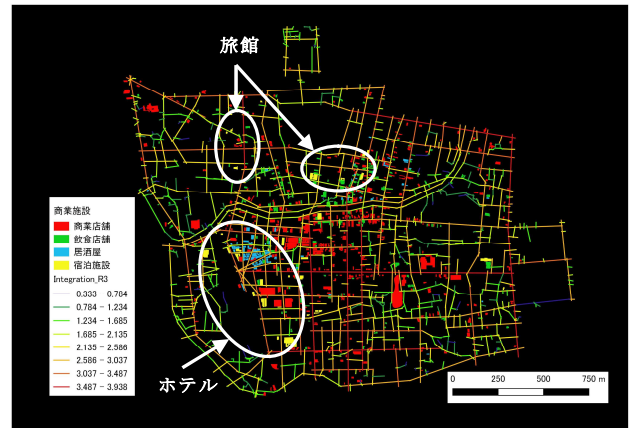 旅館
商業施設
商業店舗
飲食店舗
居酒屋
宿泊施設
Integration_R3
0.333 - 0.784
0.784 - 1.234
1.234 - 1.685
1.685 - 2.135
2.135 - 2.586
2.586 - 3.037
3.037 - 3.487
3.487 - 3.938
ホテル
0 250 500 750 m